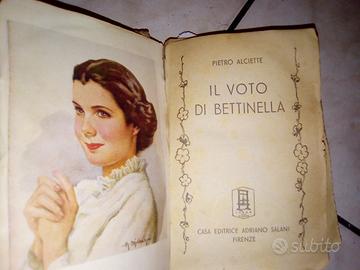 PIETRO ALCIETTE
IL VOTO
DI BETTINELLA
CASA EDITRICE ADRIANO SALANI
FIRENZE
subito